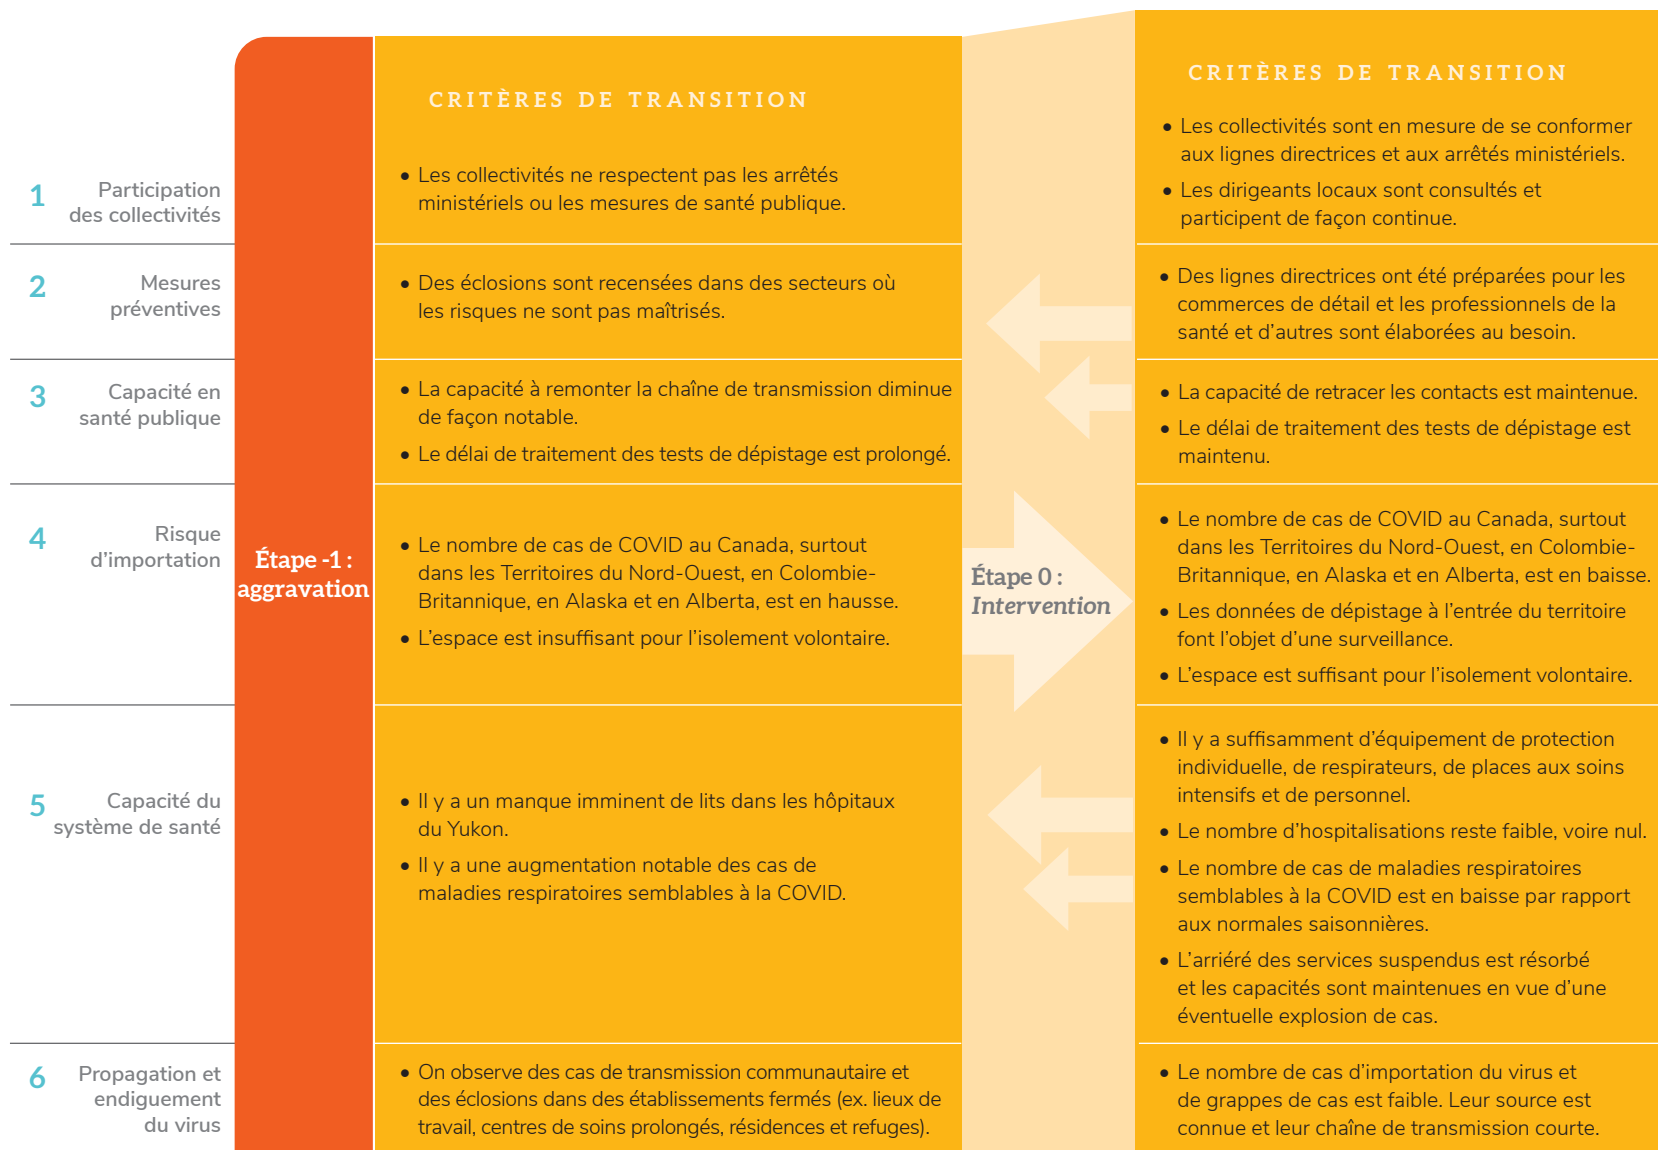 CRITÈRES DE TRANSITION
CRITÈRES DE TRANSITION
1
Participation
des collectivités
• Les collectivités ne respectent pas les arrêtés
ministériels ou les mesures de santé publique.
• Les collectivités sont en mesure de se conformer
aux lignes directrices et aux arrêtés ministériels.
• Les dirigeants locaux sont consultés et
participent de façon continue.
2
Mesures
préventives
• Des éclosions sont recensées dans des secteurs où
les risques ne sont pas maîtrisés.
• Des lignes directrices ont été préparées pour les
commerces de détail et les professionnels de la
santé et d’autres sont élaborées au besoin.
3
Capacité en
santé publique
• La capacité à remonter la chaîne de transmission diminue
de façon notable.
• Le délai de traitement des tests de dépistage est prolongé.
• La capacité de retracer les contacts est maintenue.
• Le délai de traitement des tests de dépistage est
maintenu.
4
Risque
d’importation
Étape -1 :
aggravation
• Le nombre de cas de COVID au Canada, surtout
dans les Territoires du Nord-Ouest, en Colombie-
Britannique, en Alaska et en Alberta, est en hausse.
• L’espace est insuffisant pour l’isolement volontaire.
Étape 0 :
Intervention
• Le nombre de cas de COVID au Canada, surtout
dans les Territoires du Nord-Ouest, en Colombie-
Britannique, en Alaska et en Alberta, est en baisse.
• Les données de dépistage à l’entrée du territoire
font l’objet d’une surveillance.
• L’espace est suffisant pour l’isolement volontaire.
5
Capacité du
système de santé
• Il y a un manque imminent de lits dans les hôpitaux
du Yukon.
• Il y a une augmentation notable des cas de
maladies respiratoires semblables à la COVID.
• Il y a suffisamment d’équipement de protection
individuelle, de respirateurs, de places aux soins
intensifs et de personnel.
• Le nombre d’hospitalisations reste faible, voire nul.
• Le nombre de cas de maladies respiratoires
semblables à la COVID est en baisse par rapport
aux normales saisonnières.
• L’arriéré des services suspendus est résorbé
et les capacités sont maintenues en vue d’une
éventuelle explosion de cas.
6
Propagation et
endiguement
du virus
• On observe des cas de transmission communautaire et
des éclosions dans des établissements fermés (ex. lieux de
travail, centres de soins prolongés, résidences et refuges).
• Le nombre de cas d’importation du virus et
de grappes de cas est faible. Leur source est
connue et leur chaîne de transmission courte.